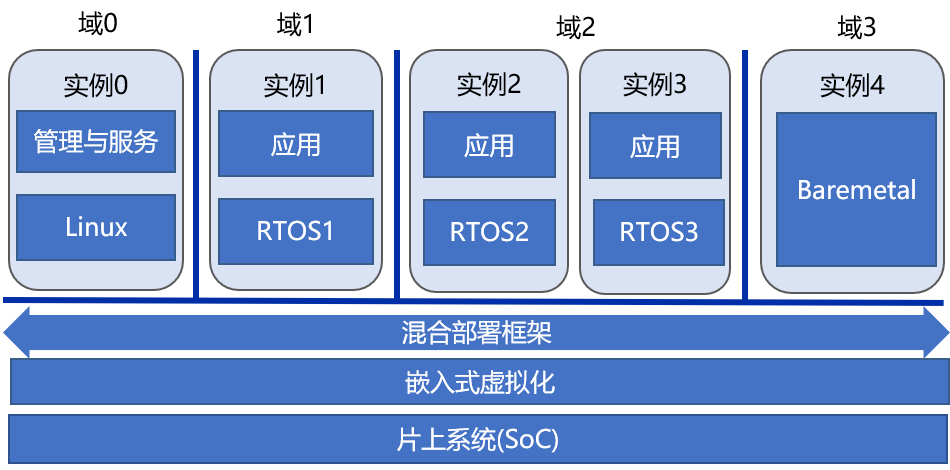 域0
域1
域2
域3
实例0
实例1
实例2
实例3
实例4
管理与服务
应用
应用
应用
Baremetal
Linux
RTOS1
RTOS2
RTOS3
混合部署框架
嵌入式虚拟化
片上系统(SoC)